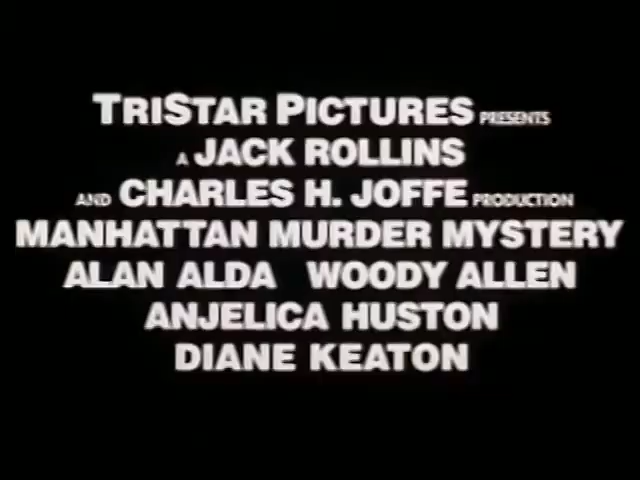 TRISTAR PICTURES PRESENTS
A JACK ROLLINS
AND CHARLES H. JOFFE PRODUCTION
MANHATTAN MURDER MYSTERY
ALAN ALDA WOODY ALLEN
ANJELICA HUSTON
DIANE KEATON